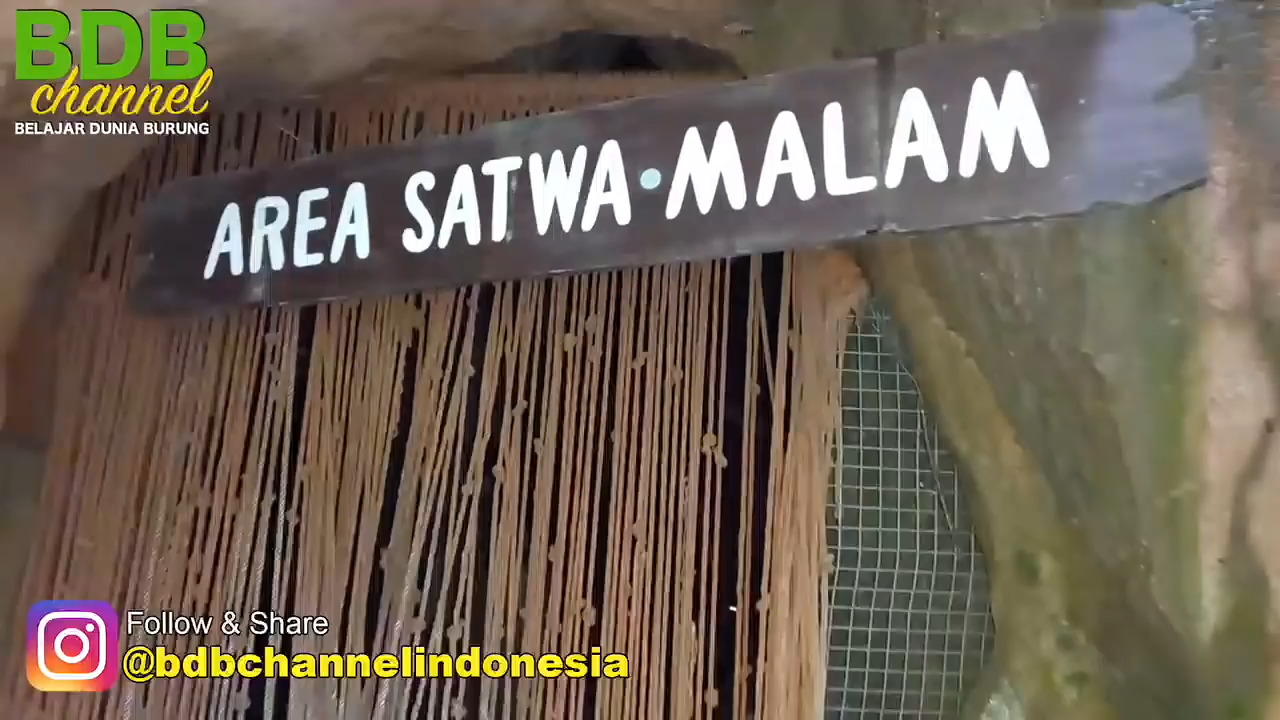 BDB
channel
BELAJAR DUNIA BURUNG
AREA SATWA•MALAM
Follow & Share
@bdbchannelindonesia